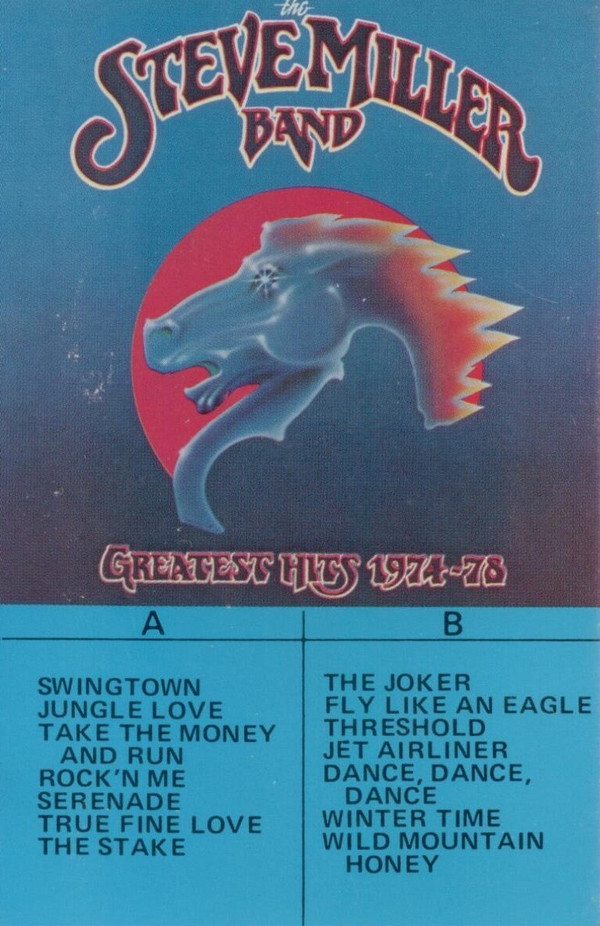 the
STEVE MILLER
BAND
GREATEST HITS 1974-78
A
SWINGTOWN
JUNGLE LOVE
TAKE THE MONEY
AND RUN
ROCK'N ME
SERENADE
TRUE FINE LOVE
THE STAKE
B
THE JOKER
FLY LIKE AN EAGLE
THRESHOLD
JET AIRLINER
DANCE, DANCE,
DANCE
WINTER TIME
WILD MOUNTAIN
HONEY